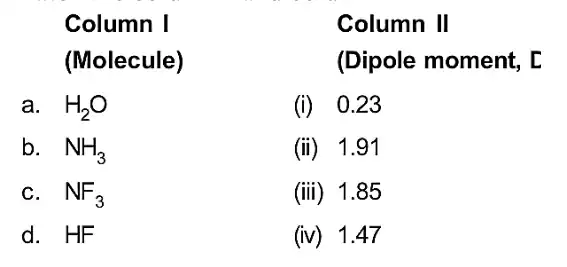 Column I Column II
(Molecule) (Dipole moment,
a. H₂O (i) 0.23
b. NH₃ (ii) 1.91
c. NF₃ (iii) 1.85
d. HF (iv) 1.47